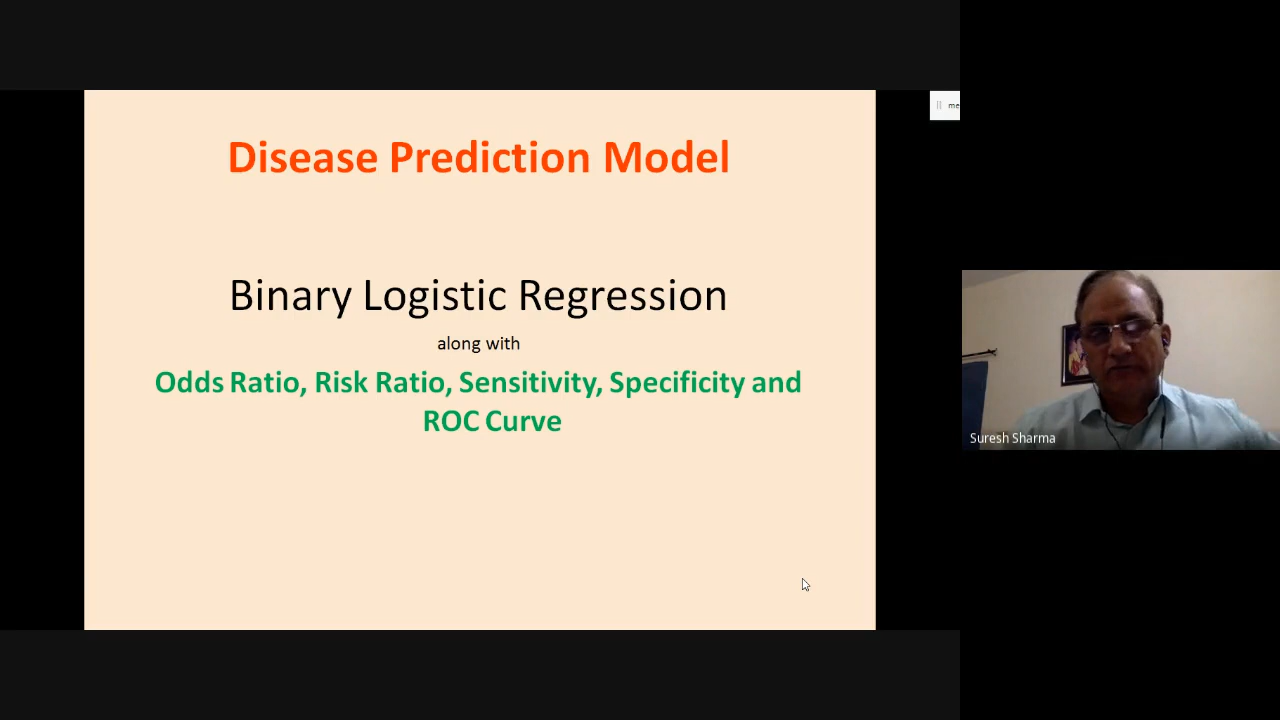 Disease Prediction Model
me
Binary Logistic Regression
along with
Odds Ratio, Risk Ratio, Sensitivity, Specificity and
ROC Curve
Suresh Sharma